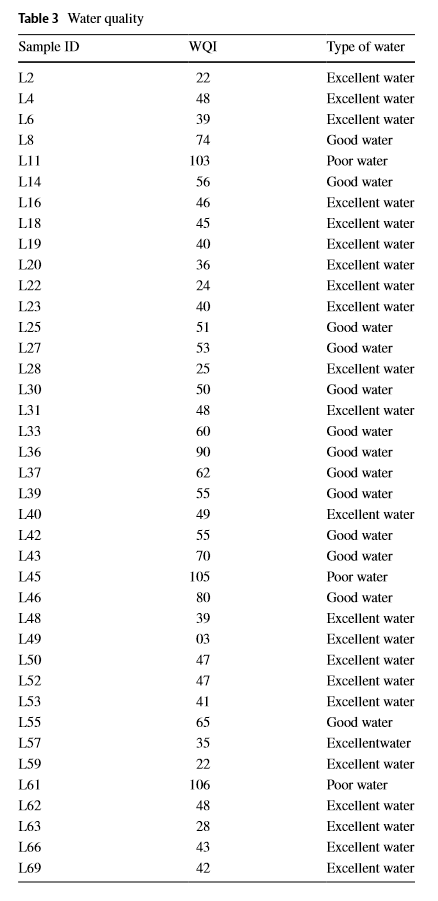 Table 3 Water quality
Sample ID WQI Type of water
L2 22 Excellent water
L4 48 Excellent water
L6 39 Excellent water
L8 74 Good water
L11 103 Poor water
L14 56 Good water
L16 46 Excellent water
L18 45 Excellent water
L19 40 Excellent water
L20 36 Excellent water
L22 24 Excellent water
L23 40 Excellent water
L25 51 Good water
L27 53 Good water
L28 25 Excellent water
L30 50 Good water
L31 48 Excellent water
L33 60 Good water
L36 90 Good water
L37 62 Good water
L39 55 Good water
L40 49 Excellent water
L42 55 Good water
L43 70 Good water
L45 105 Poor water
L46 80 Good water
L48 39 Excellent water
L49 03 Excellent water
L50 47 Excellent water
L52 47 Excellent water
L53 41 Excellent water
L55 65 Good water
L57 35 Excellentwater
L59 22 Excellent water
L61 106 Poor water
L62 48 Excellent water
L63 28 Excellent water
L66 43 Excellent water
L69 42 Excellent water